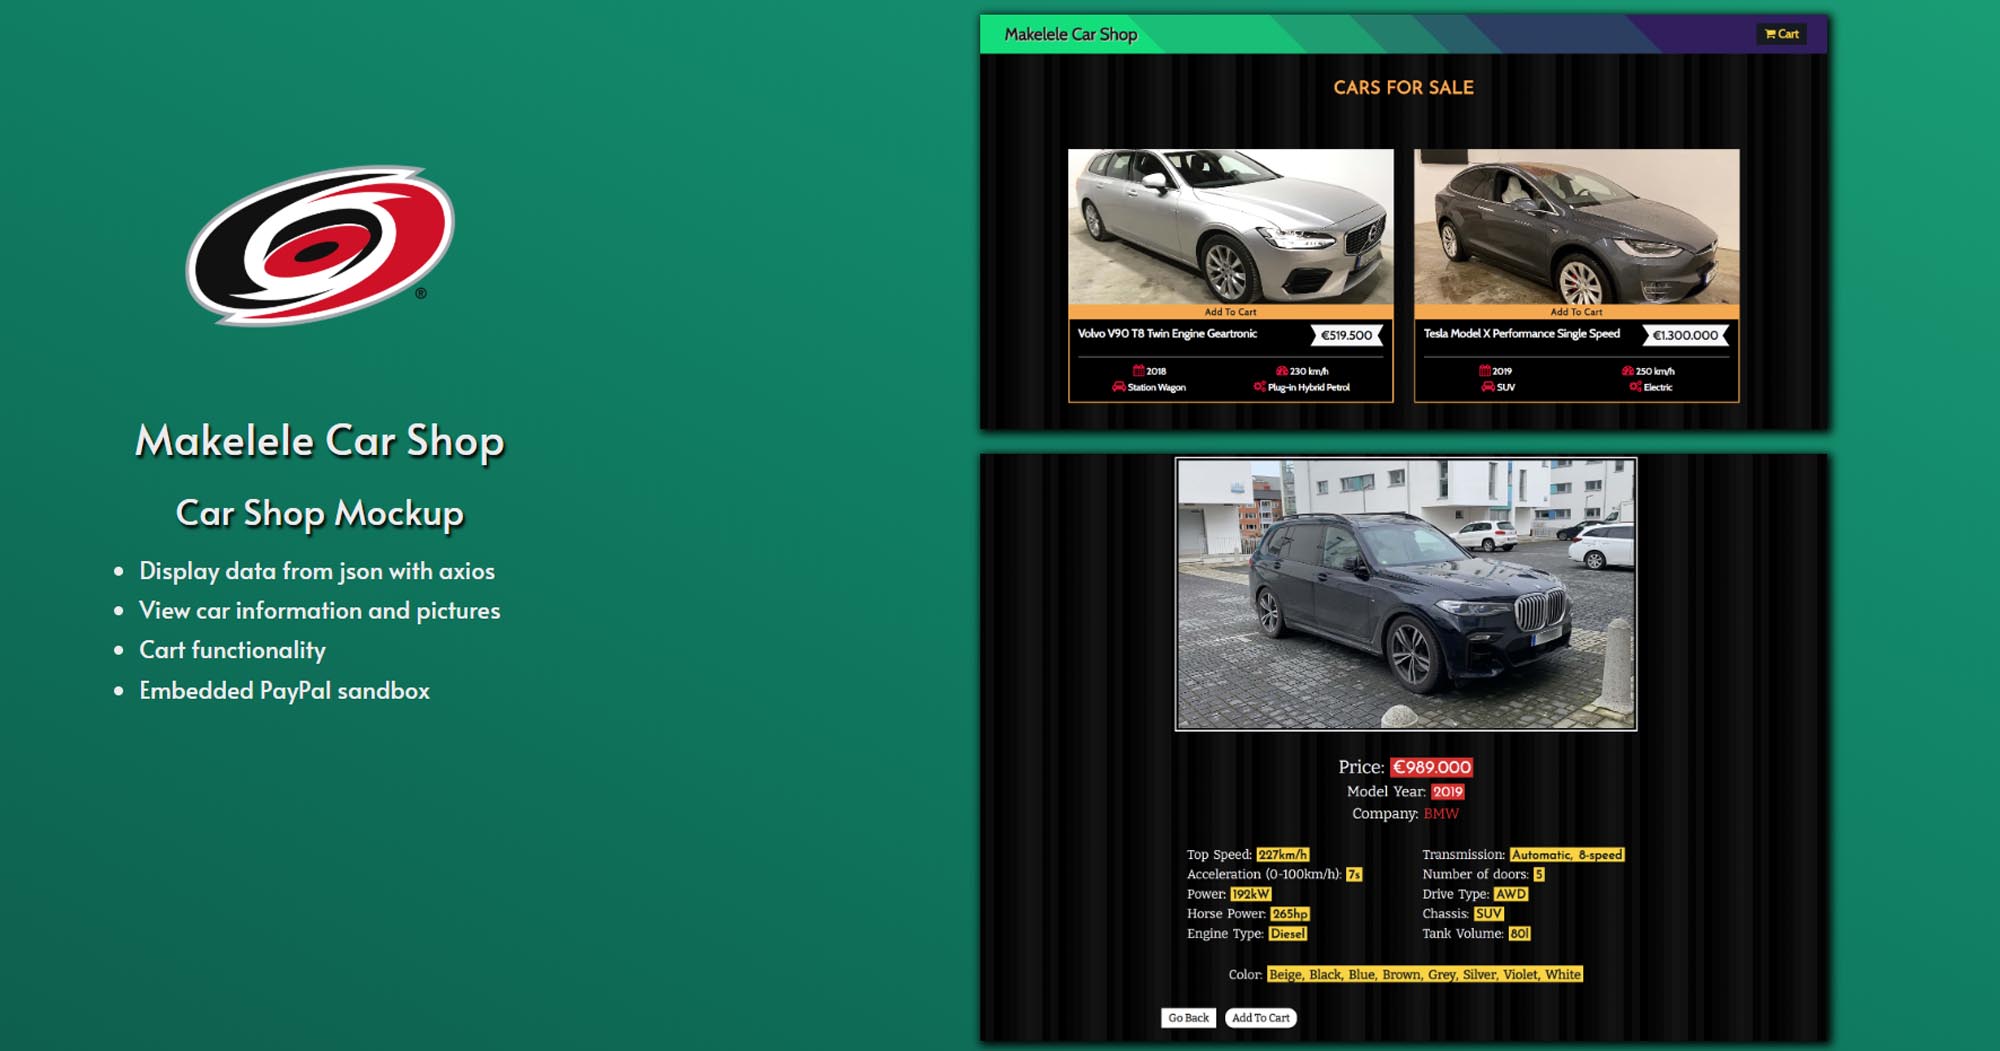 ®
Makelele Car Shop
Car Shop Mockup
• Display data from json with axios
• View car information and pictures
• Cart functionality
• Embedded PayPal sandbox
Makelele Car Shop
Cart
CARS FOR SALE
Add To Cart
Volvo V90 T8 Twin Engine Geartronic
€519.500
2018
230 km/h
Station Wagon
Plug-in Hybrid Petrol
Add To Cart
Tesla Model X Performance Single Speed
€1.300.000
2019
250 km/h
SUV
Electric
Price: €989.000
Model Year: 2019
Company: BMW
Top Speed: 227km/h
Acceleration (0-100km/h): 7s
Power: 192kW
Horse Power: 265hp
Engine Type: Diesel
Transmission: Automatic, 8-speed
Number of doors: 5
Drive Type: AWD
Chassis: SUV
Tank Volume: 80l
Color: Beige, Black, Blue, Brown, Grey, Silver, Violet, White
Go Back
Add To Cart